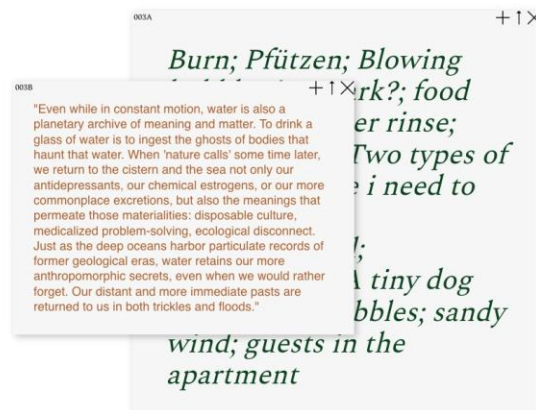 003A
Burn; Pfützen; Blowing
rk?; food
er rinse;
Two types of
i need to
tiny dog
bbles; sandy
wind; guests in the
apartment
003B
"Even while in constant motion, water is also a
planetary archive of meaning and matter. To drink a
glass of water is to ingest the ghosts of bodies that
haunt that water. When 'nature calls' some time later,
we return to the cistern and the sea not only our
antidepressants, our chemical estrogens, or our more
commonplace excretions, but also the meanings that
permeate those materialities: disposable culture,
medicalized problem-solving, ecological disconnect.
Just as the deep oceans harbor particulate records of
former geological eras, water retains our more
anthropomorphic secrets, even when we would rather
forget. Our distant and more immediate pasts are
returned to us in both trickles and floods."